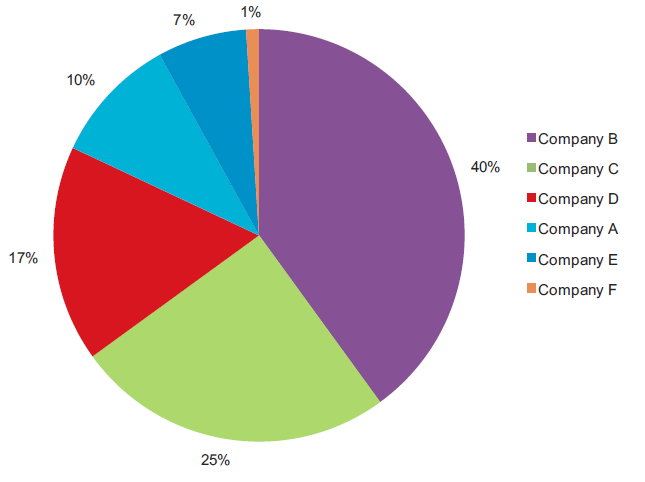 1%
7%
10%
40%
17%
25%
Company B
Company C
Company D
Company A
Company E
Company F